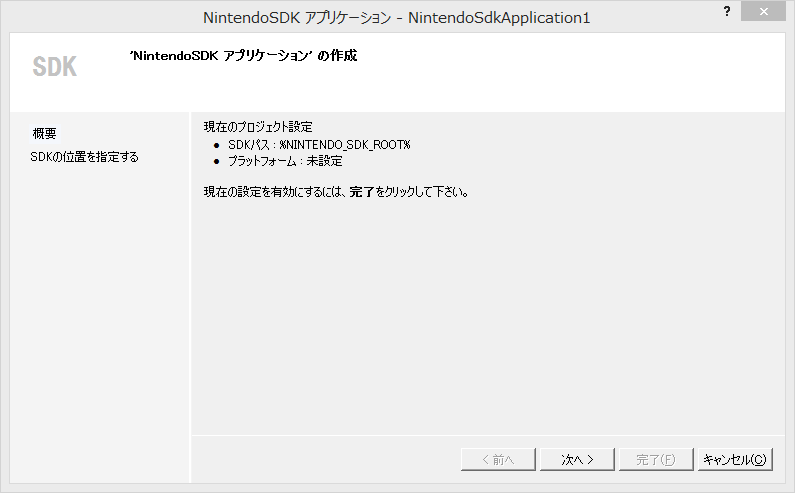 NintendoSDK アプリケーション - NintendoSdkApplication1
?
×
SDK
'NintendoSDK アプリケーション' の作成
概要
SDKの位置を指定する
現在のプロジェクト設定
● SDKパス : %NINTENDO_SDK_ROOT%
● プラットフォーム : 未設定
現在の設定を有効にするには、完了をクリックして下さい。
< 前へ
次へ >
完了(F)
キャンセル(C)